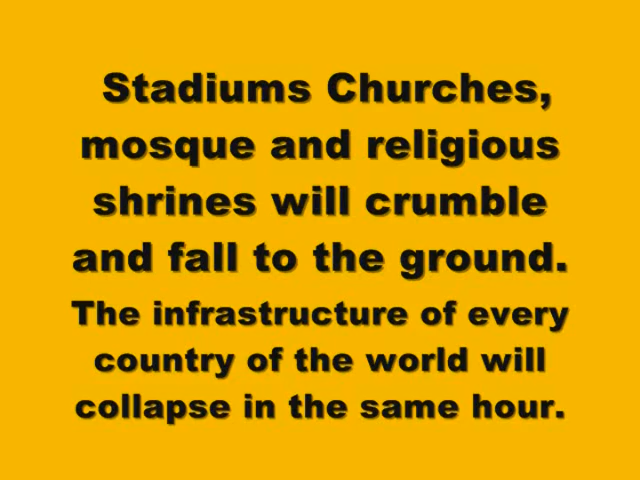 Stadiums Churches,
mosque and religious
shrines will crumble
and fall to the ground.
The infrastructure of every
country of the world will
collapse in the same hour.